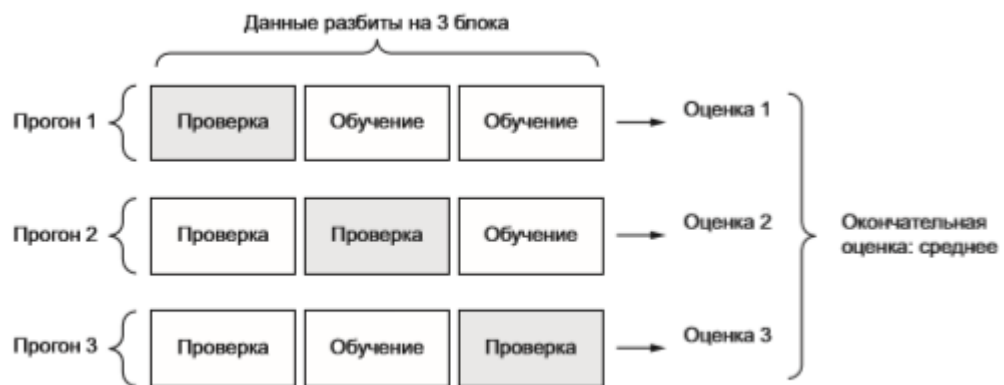 Данные разбиты на 3 блока
Прогон 1 Проверка Обучение Обучение Оценка 1
Прогон 2 Проверка Проверка Обучение Оценка 2
Окончательная
оценка: среднее
Прогон 3 Проверка Обучение Проверка Оценка 3